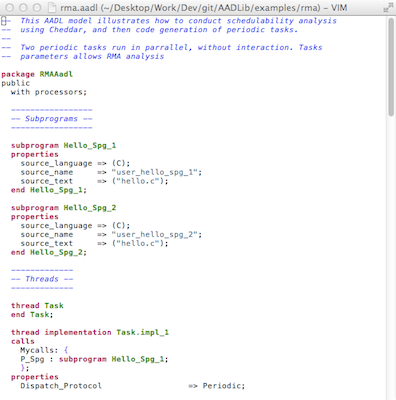 rma.aadl (~/Desktop/Work/Dev/git/AADLib/examples/rma) – VIM
-- This AADL model illustrates how to conduct schedulability analysis
-- using Cheddar, and then code generation of periodic tasks.
--
-- Two periodic tasks run in parrallel, without interaction. Tasks
-- parameters allows RMA analysis
package RMAAadl
public
with processors;
-----------------
-- Subprograms --
-----------------
subprogram Hello_Spg_1
properties
source_language => (C);
source_name => "user_hello_spg_1";
source_text => ("hello.c");
end Hello_Spg_1;
subprogram Hello_Spg_2
properties
source_language => (C);
source_name => "user_hello_spg_2";
source_text => ("hello.c");
end Hello_Spg_2;
-------------
-- Threads --
-------------
thread Task
end Task;
thread implementation Task.impl_1
calls
Mycalls: {
P_Spg : subprogram Hello_Spg_1;
};
properties
Dispatch_Protocol => Periodic;